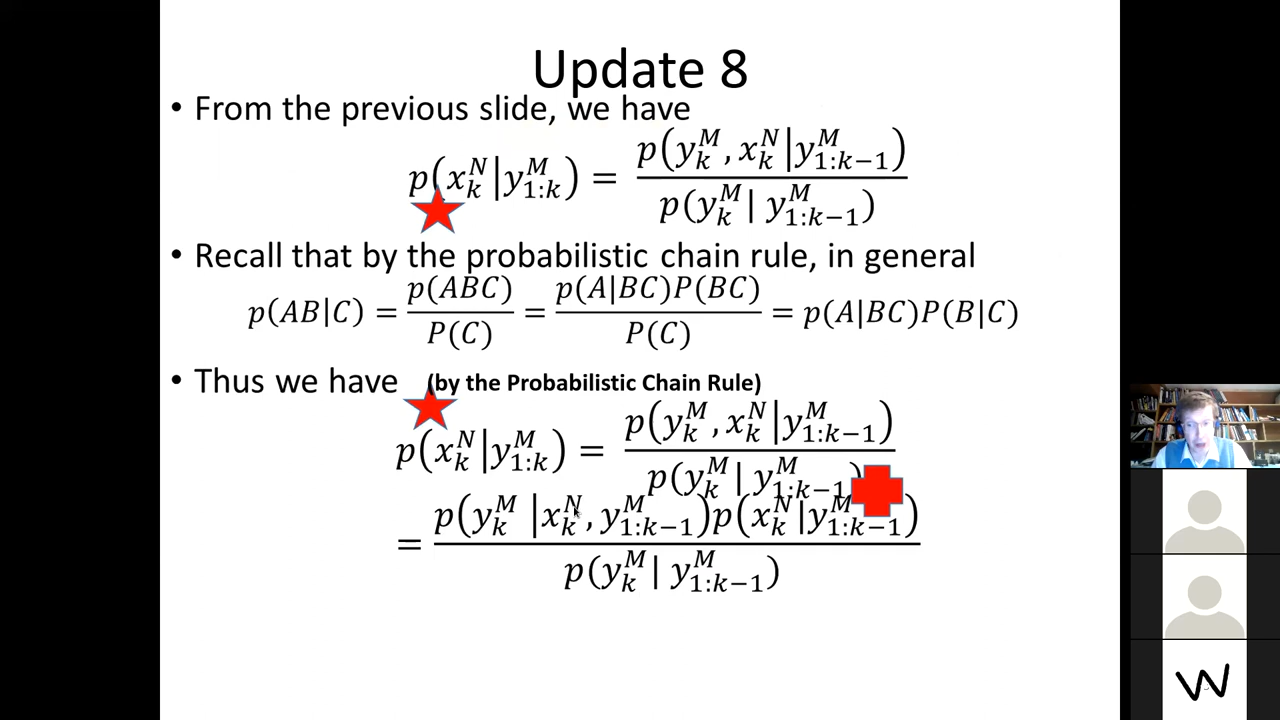 Update 8
• From the previous slide, we have
p(x_k^N|y_{1:k}^M) = p(y_k^M, x_k^N|y_{1:k−1}^M) / p(y_k^M| y_{1:k−1}^M)
• Recall that by the probabilistic chain rule, in general
p(AB|C) = p(ABC) / P(C) = p(A|BC)P(BC) / P(C) = p(A|BC)P(B|C)
• Thus we have (by the Probabilistic Chain Rule)
p(x_k^N|y_{1:k}^M) = p(y_k^M, x_k^N|y_{1:k−1}^M) / p(y_k^M| y_{1:k−1}^M)
= p(y_k^M |x_k^N, y_{1:k−1}^M)p(x_k^N|y_{1:k−1}^M) / p(y_k^M| y_{1:k−1}^M)
W